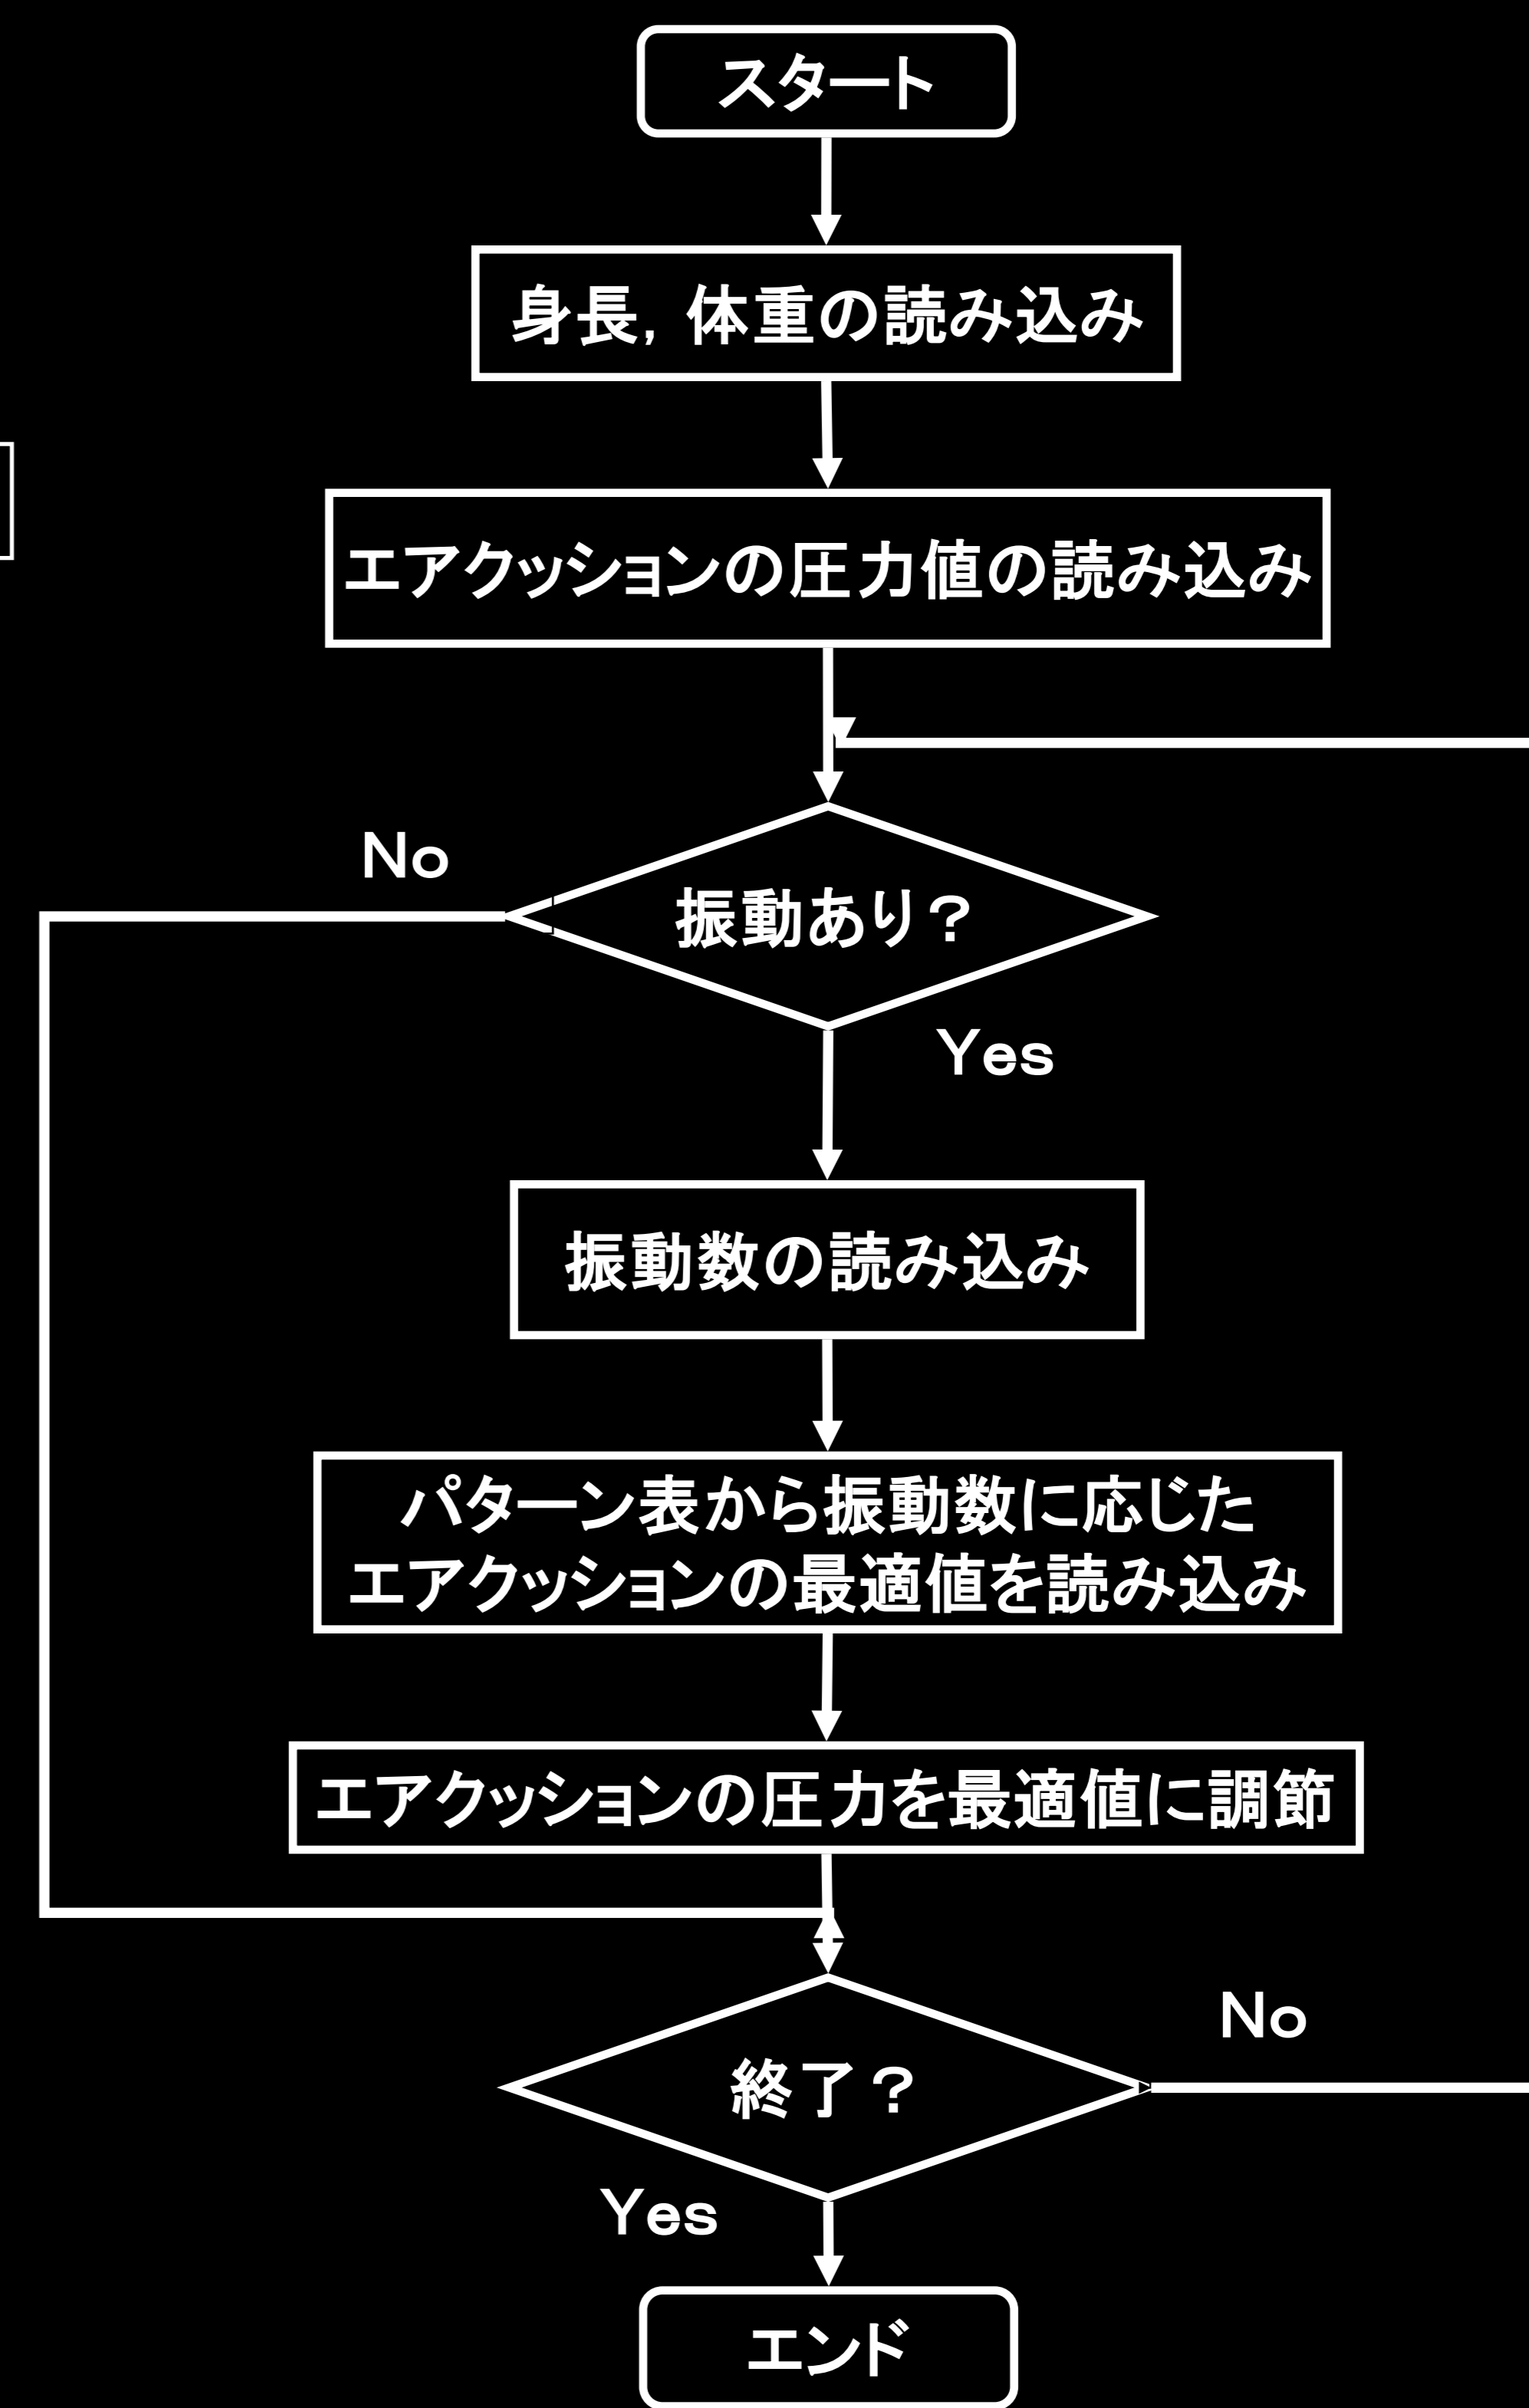 スタート
身長, 体重の読み込み
エアクッションの圧力値の読み込み
No
振動あり？
Yes
振動数の読み込み
パターン表から振動数に応じた
エアクッションの最適値を読み込み
エアクッションの圧力を最適値に調節
No
終了？
Yes
エンド